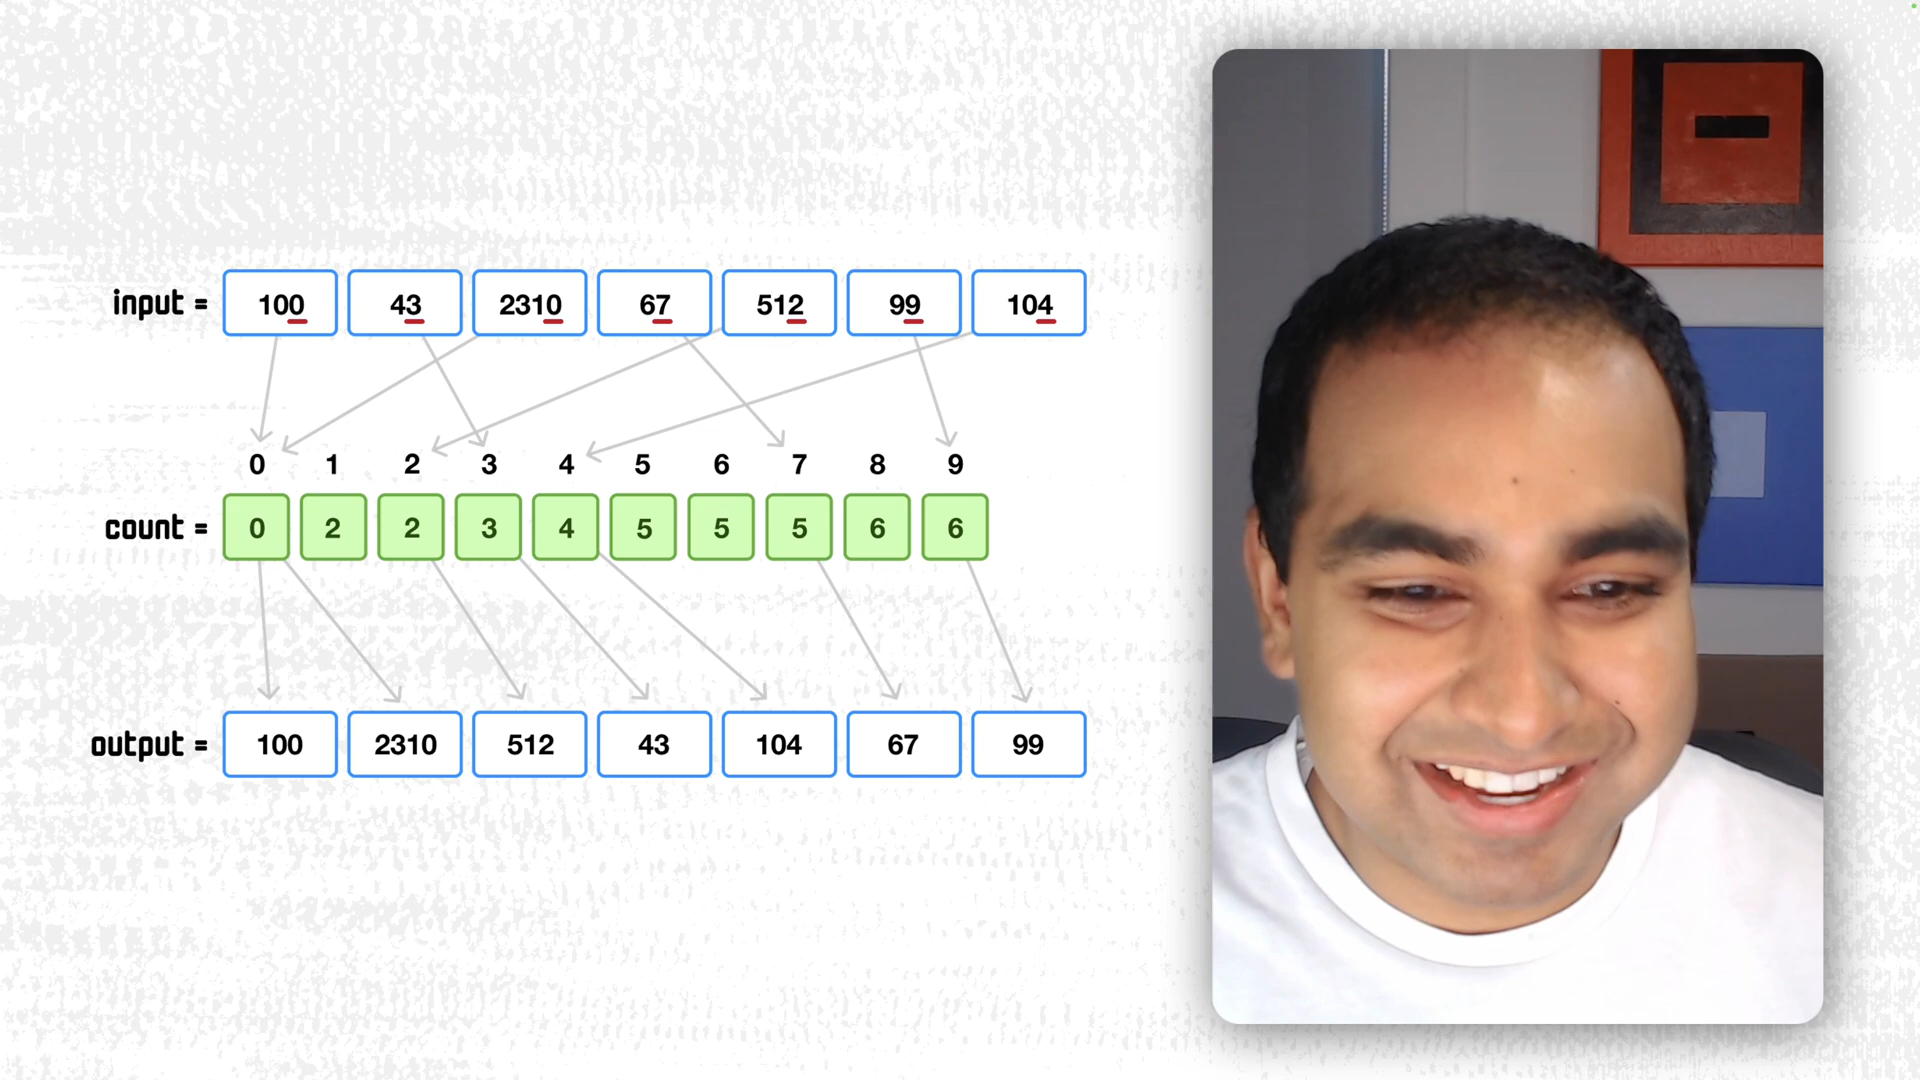 input = 100 43 2310 67 512 99 104
0 1 2 3 4 5 6 7 8 9
count = 0 2 2 3 4 5 5 5 6 6
output = 100 2310 512 43 104 67 99